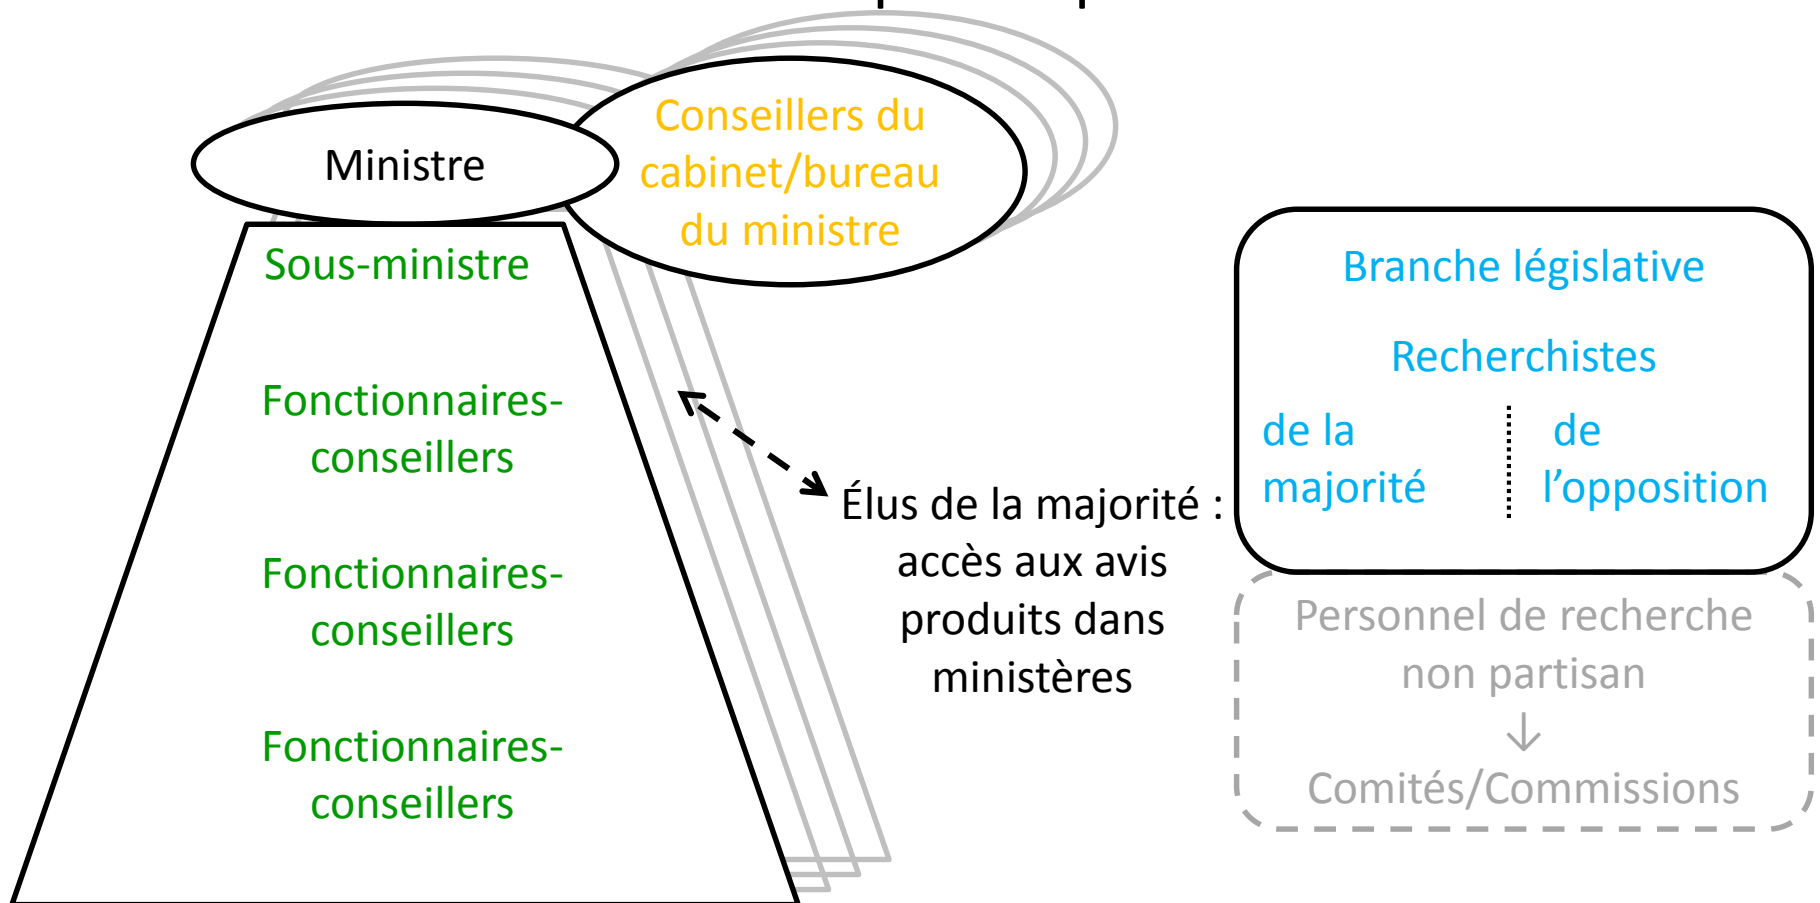 Ministre
Conseillers du
cabinet/bureau
du ministre
Sous-ministre
Fonctionnaires-
conseillers
Fonctionnaires-
conseillers
Fonctionnaires-
conseillers
Élus de la majorité :
accès aux avis
produits dans
ministères
Branche législative
Recherchistes
de la
majorité
de
l’opposition
Personnel de recherche
non partisan
↓
Comités/Commissions